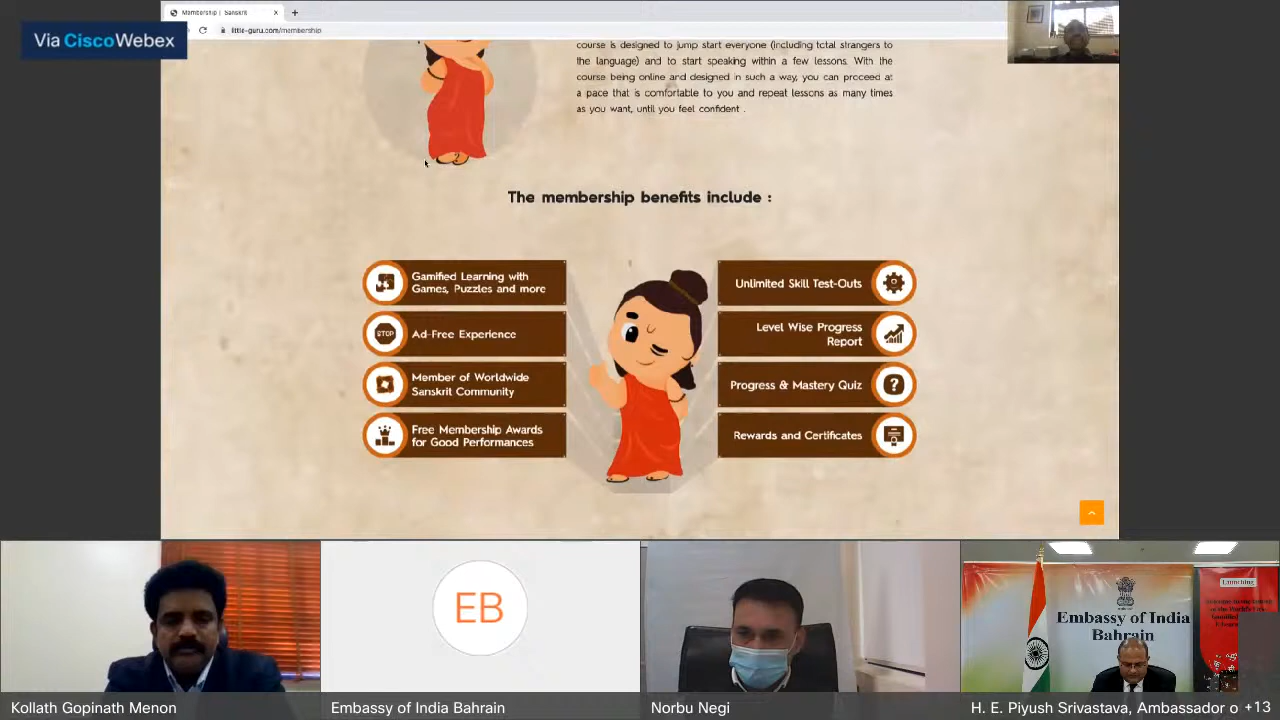 Membership | Sanskrit
Via CiscoWebex
little-guru.com/membership
course is designed to jump start everyone (including total strangers to
the language) and to start speaking within a few lessons. With the
course being online and designed in such a way, you can proceed at
a pace that is comfortable to you and repeat lessons as many times
as you want, until you feel confident .
The membership benefits include :
Gamified Learning with
Games, Puzzles and more
STOP
Ad-Free Experience
Member of Worldwide
Sanskrit Community
Free Membership Awards
for Good Performances
Unlimited Skill Test-Outs
Level Wise Progress
Report
Progress & Mastery Quiz
?
Rewards and Certificates
EB
Launching
Embassy of India
Bahrain
Kollath Gopinath Menon
Embassy of India Bahrain
Norbu Negi
H. E. Piyush Srivastava, Ambassador o +13